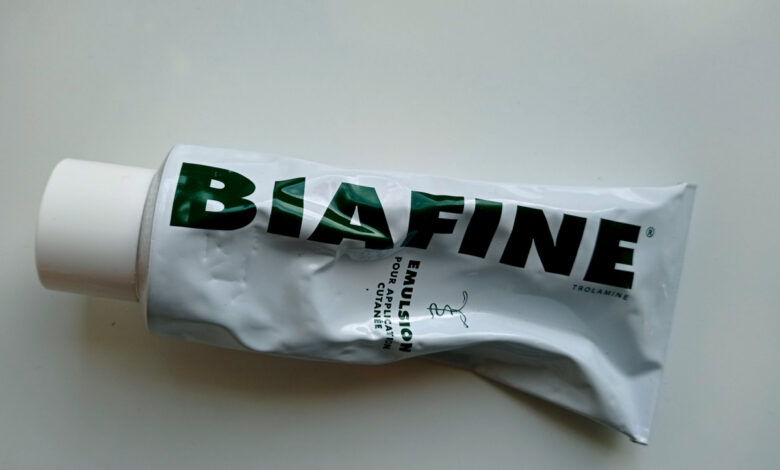 BIAFINE®
TROLAMINE
EMULSION
POUR APPLICATION
CUTANÉE